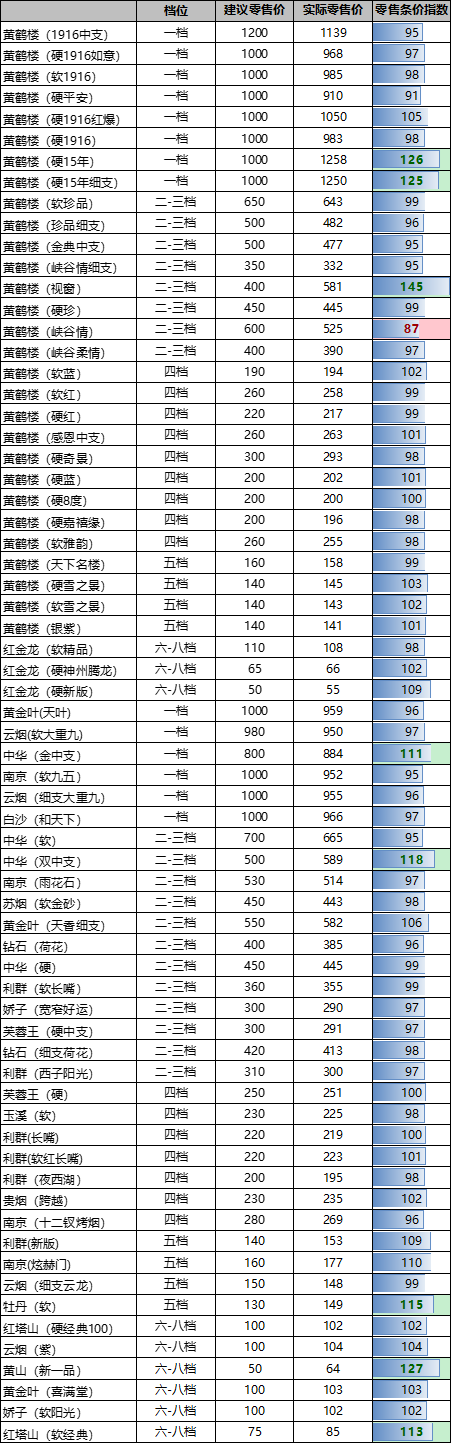 档位 建议零售价 实际零售价 零售条价指数
黄鹤楼（1916中支） 一档 1200 1139 95
黄鹤楼（硬1916如意） 一档 1000 968 97
黄鹤楼（软1916） 一档 1000 985 98
黄鹤楼（硬平安） 一档 1000 910 91
黄鹤楼（硬1916红爆） 一档 1000 1050 105
黄鹤楼（硬1916） 一档 1000 983 98
黄鹤楼（硬15年） 一档 1000 1258 126
黄鹤楼（硬15年细支） 一档 1000 1250 125
黄鹤楼（软珍品） 二-三档 650 643 99
黄鹤楼（珍品细支） 二-三档 500 482 96
黄鹤楼（金典中支） 二-三档 500 477 95
黄鹤楼（峡谷情细支） 二-三档 350 332 95
黄鹤楼（视窗） 二-三档 400 581 145
黄鹤楼（硬珍） 二-三档 450 445 99
黄鹤楼（峡谷情） 二-三档 600 525 87
黄鹤楼（峡谷柔情） 二-三档 400 390 97
黄鹤楼（软蓝） 四档 190 194 102
黄鹤楼（软红） 四档 260 258 99
黄鹤楼（硬红） 四档 220 217 99
黄鹤楼（感恩中支） 四档 260 263 101
黄鹤楼（硬奇景） 四档 300 293 98
黄鹤楼（硬蓝） 四档 200 202 101
黄鹤楼（硬8度） 四档 200 200 100
黄鹤楼（硬嘉禧缘） 四档 200 196 98
黄鹤楼（软雅韵） 四档 260 255 98
黄鹤楼（天下名楼） 五档 160 158 99
黄鹤楼（硬雪之景） 五档 140 145 103
黄鹤楼（软雪之景） 五档 140 143 102
黄鹤楼（银紫） 五档 140 141 101
红金龙（软精品） 六-八档 110 108 98
红金龙（硬神州腾龙） 六-八档 65 66 102
红金龙（硬新版） 六-八档 50 55 109
黄金叶(天叶) 一档 1000 959 96
云烟(软大重九) 一档 980 950 97
中华（金中支） 一档 800 884 111
南京（软九五） 一档 1000 952 95
云烟（细支大重九） 一档 1000 955 96
白沙（和天下） 一档 1000 966 97
中华（软） 二-三档 700 665 95
中华（双中支） 二-三档 500 589 118
南京（雨花石） 二-三档 530 514 97
苏烟（软金砂） 二-三档 450 443 98
黄金叶（天香细支） 二-三档 550 582 106
钻石（荷花） 二-三档 400 385 96
中华（硬） 二-三档 450 445 99
利群（软长嘴） 二-三档 360 355 99
娇子（宽窄好运） 二-三档 300 290 97
芙蓉王（硬中支） 二-三档 300 291 97
钻石（细支荷花） 二-三档 420 413 98
利群（西子阳光） 二-三档 310 300 97
芙蓉王（硬） 四档 250 251 100
玉溪（软） 四档 230 225 98
利群(长嘴) 四档 220 219 100
利群(软红长嘴) 四档 220 223 101
利群（夜西湖） 四档 200 195 98
贵烟（跨越） 四档 230 235 102
南京（十二钗烤烟） 四档 280 269 96
利群(新版) 五档 140 153 109
南京(炫赫门) 五档 160 177 110
云烟（细支云龙） 五档 150 148 99
牡丹（软） 五档 130 149 115
红塔山（硬经典100） 六-八档 100 102 102
云烟（紫） 六-八档 100 104 104
黄山（新一品） 六-八档 50 64 127
黄金叶（喜满堂） 六-八档 100 103 103
娇子（软阳光） 六-八档 100 102 102
红塔山（软经典） 六-八档 75 85 113